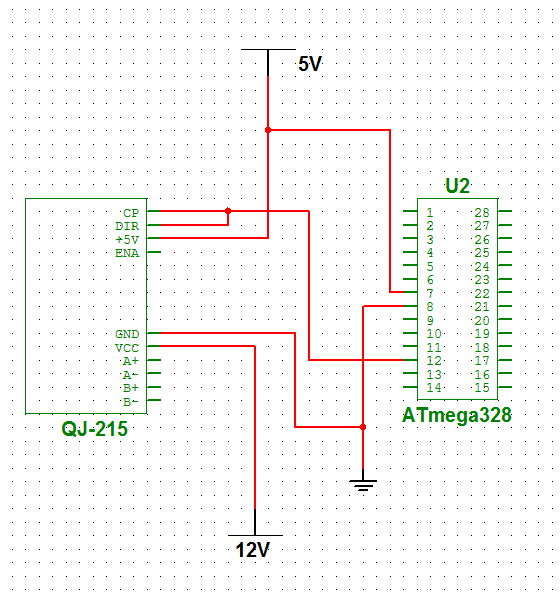 5V
U2
CP
DIR
+5V
ENA
GND
VCC
A+
A-
B+
B-
QJ-215
1 28
2 27
3 26
4 25
5 24
6 23
7 22
8 21
9 20
10 19
11 18
12 17
13 16
14 15
ATmega328
12V